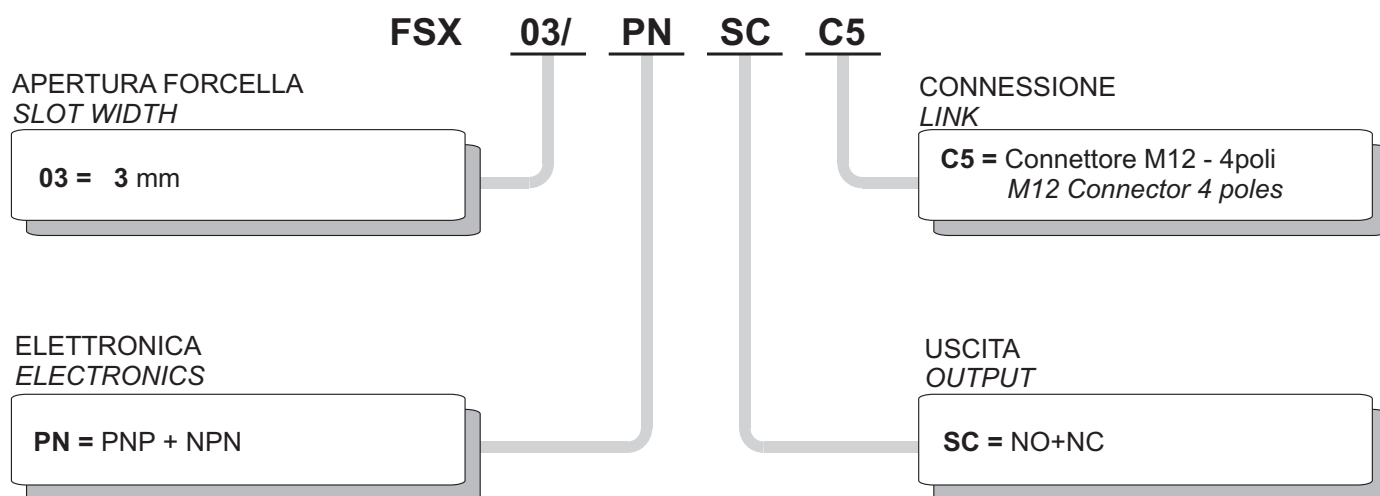 FSX 03/ PN SC C5
APERTURA FORCELLA
SLOT WIDTH
03 = 3 mm
CONNESSIONE
LINK
C5 = Connettore M12 - 4poli
M12 Connector 4 poles
ELETTRONICA
ELECTRONICS
PN = PNP + NPN
USCITA
OUTPUT
SC = NO+NC